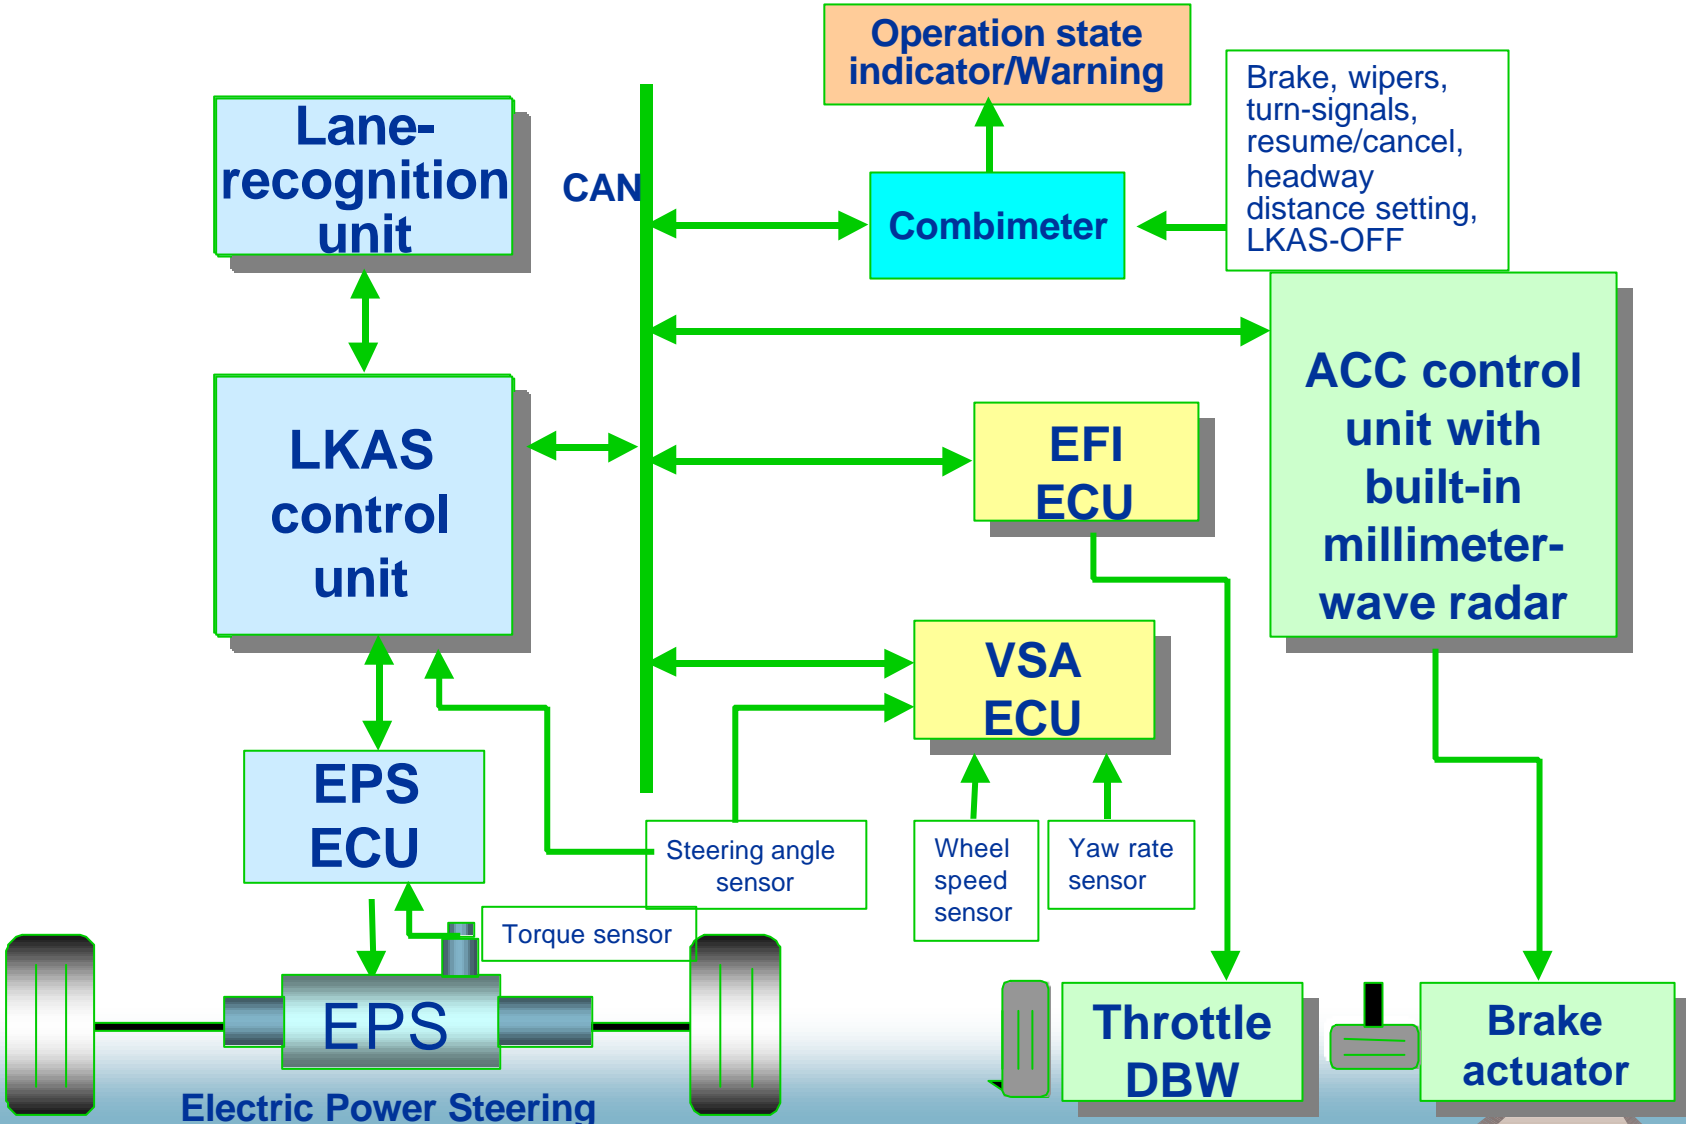 Operation state
indicator/Warning
Brake, wipers,
turn-signals,
resume/cancel,
headway
distance setting,
LKAS-OFF
Lane-
recognition
unit
CAN
Combimeter
ACC control
unit with
built-in
millimeter-
wave radar
LKAS
control
unit
EFI
ECU
VSA
ECU
EPS
ECU
Steering angle
sensor
Wheel
speed
sensor
Yaw rate
sensor
Torque sensor
EPS
Throttle
DBW
Brake
actuator
Electric Power Steering